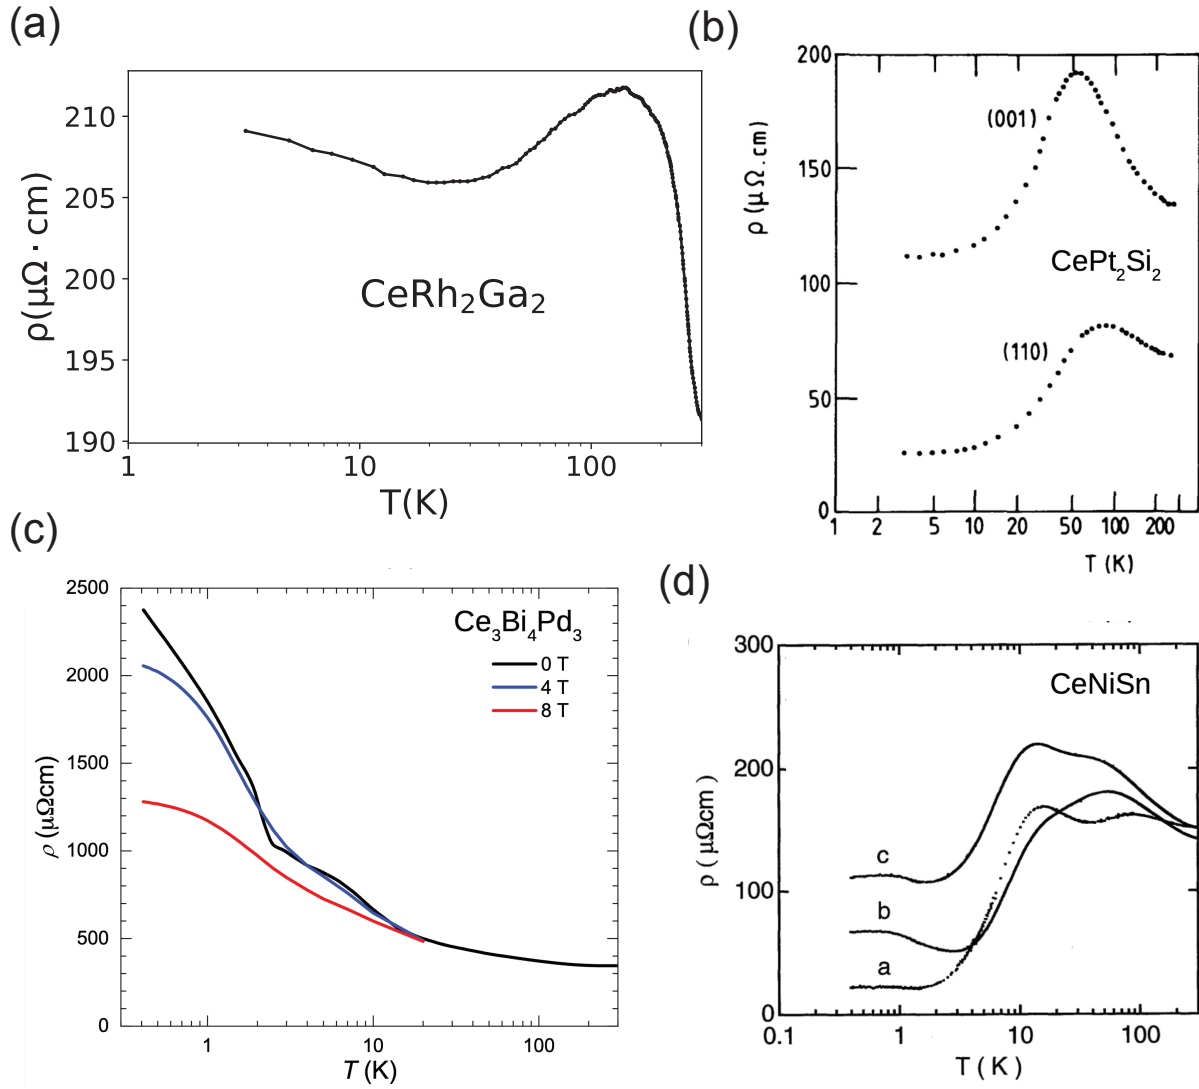 (a)
210
205
200
195
190
ρ(μΩ · cm)
CeRh₂Ga₂
1 10 100
T(K)
(b)
200
150
100
50
0
ρ (μΩ.cm)
(001)
CePt₂Si₂
(110)
1 2 5 10 20 50 100 200
T (K)
(c)
2500
2000
1500
1000
500
0
ρ (μΩcm)
Ce₃Bi₄Pd₃
0 T
4 T
8 T
1 10 100
T (K)
(d)
300
200
100
0
ρ ( μΩcm)
CeNiSn
c
b
a
0.1 1 10 100
T ( K )